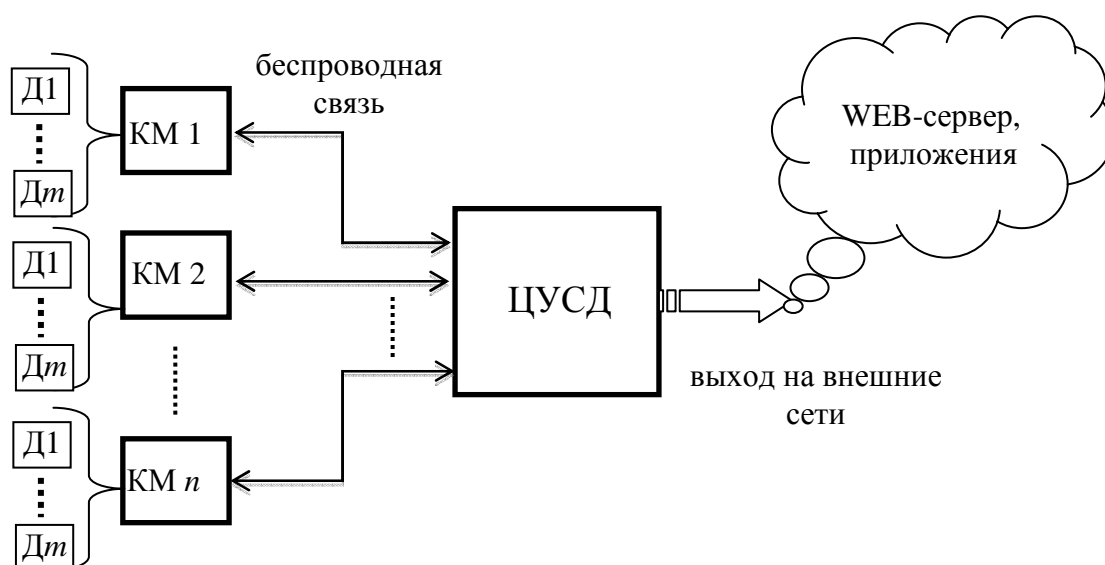 беспроводная
связь
Д1
КМ 1
Дm
WEB-сервер,
приложения
Д1
КМ 2
Дm
ЦУСД
выход на внешние
сети
Д1
КМ n
Дm